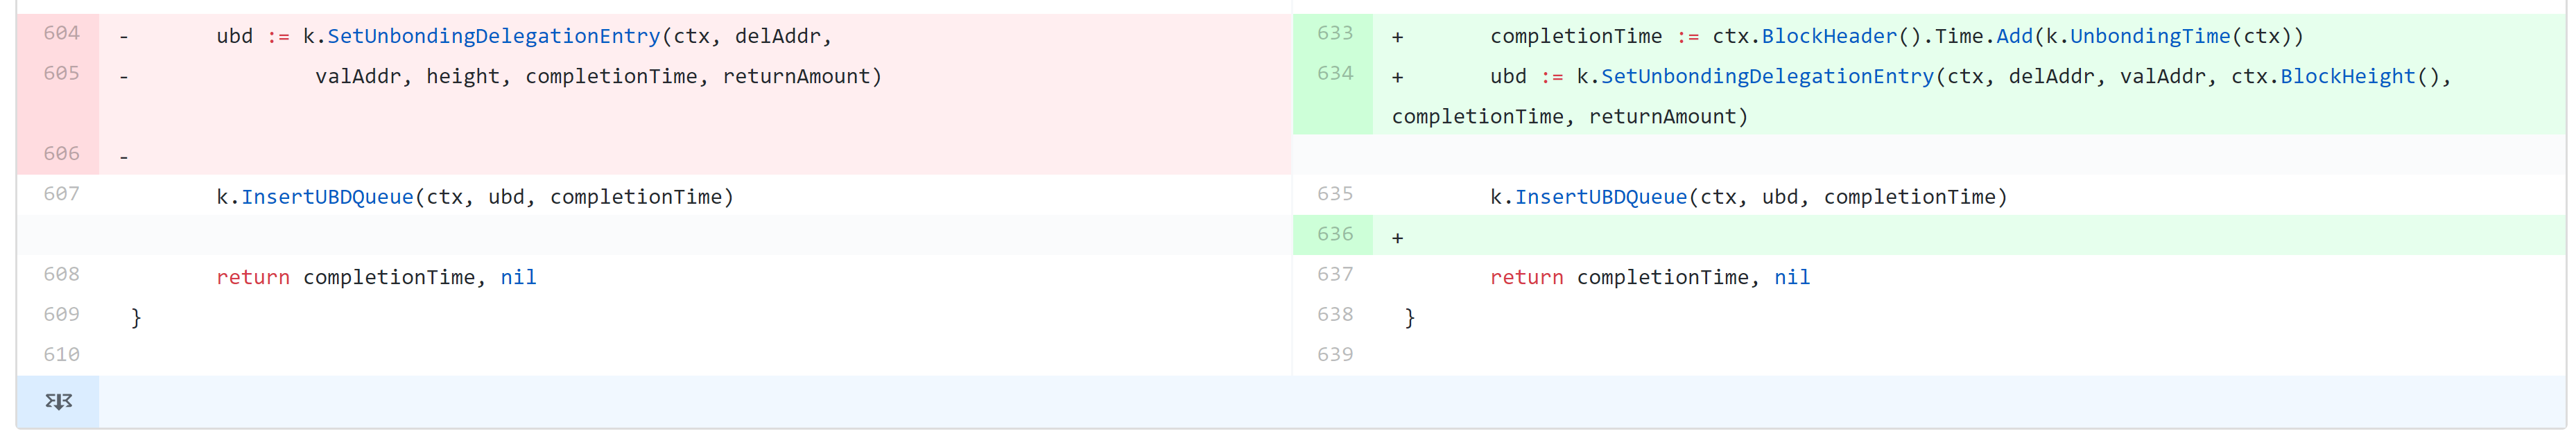 604 - ubd := k.SetUnbondingDelegationEntry(ctx, delAddr,
605 - valAddr, height, completionTime, returnAmount)
606 -
607 k.InsertUBDQueue(ctx, ubd, completionTime)
608 return completionTime, nil
609 }
610
633 + completionTime := ctx.BlockHeader().Time.Add(k.UnbondingTime(ctx))
634 + ubd := k.SetUnbondingDelegationEntry(ctx, delAddr, valAddr, ctx.BlockHeight(),
completionTime, returnAmount)
635 k.InsertUBDQueue(ctx, ubd, completionTime)
636 +
637 return completionTime, nil
638 }
639